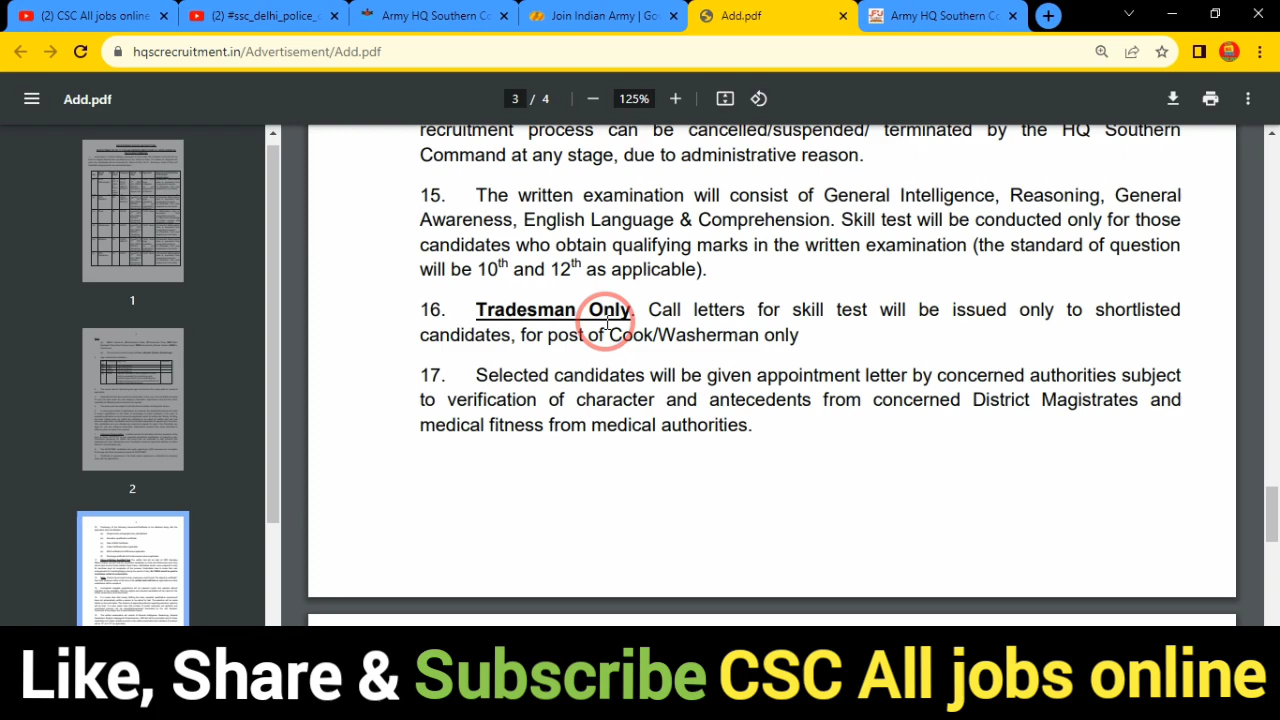 (2) CSC All jobs online
(2) #ssc_delhi_police_c
Army HQ Southern Co
Join Indian Army | Go
Add.pdf
Army HQ Southern Co
hqscrecruitment.in/Advertisement/Add.pdf
Add.pdf
3 / 4
125%
1
2
recruitment process can be cancelled/suspended/ terminated by the HQ Southern
Command at any stage, due to administrative reason.
15. The written examination will consist of General Intelligence, Reasoning, General
Awareness, English Language & Comprehension. Skill test will be conducted only for those
candidates who obtain qualifying marks in the written examination (the standard of question
will be 10th and 12th as applicable).
16. Tradesman Only. Call letters for skill test will be issued only to shortlisted
candidates, for post of Cook/Washerman only
17. Selected candidates will be given appointment letter by concerned authorities subject
to verification of character and antecedents from concerned District Magistrates and
medical fitness from medical authorities.
Like, Share & Subscribe CSC All jobs online